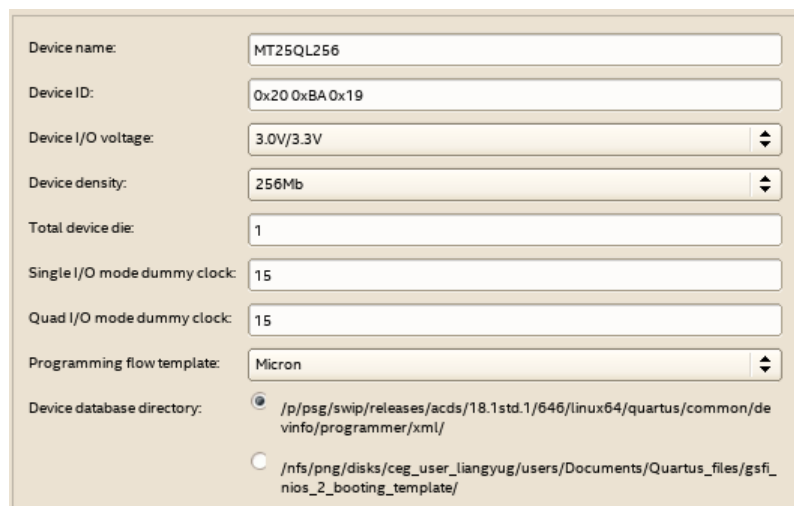 Device name: MT25QL256
Device ID: 0x20 0xBA 0x19
Device I/O voltage: 3.0V/3.3V
Device density: 256Mb
Total device die: 1
Single I/O mode dummy clock: 15
Quad I/O mode dummy clock: 15
Programming flow template: Micron
Device database directory: /p/psg/swip/releases/acds/18.1std.1/646/linux64/quartus/common/de
vinfo/programmer/xml/
/nfs/png/disks/ceg_user_liangyug/users/Documents/Quartus_files/gsfi_
nios_2_booting_template/